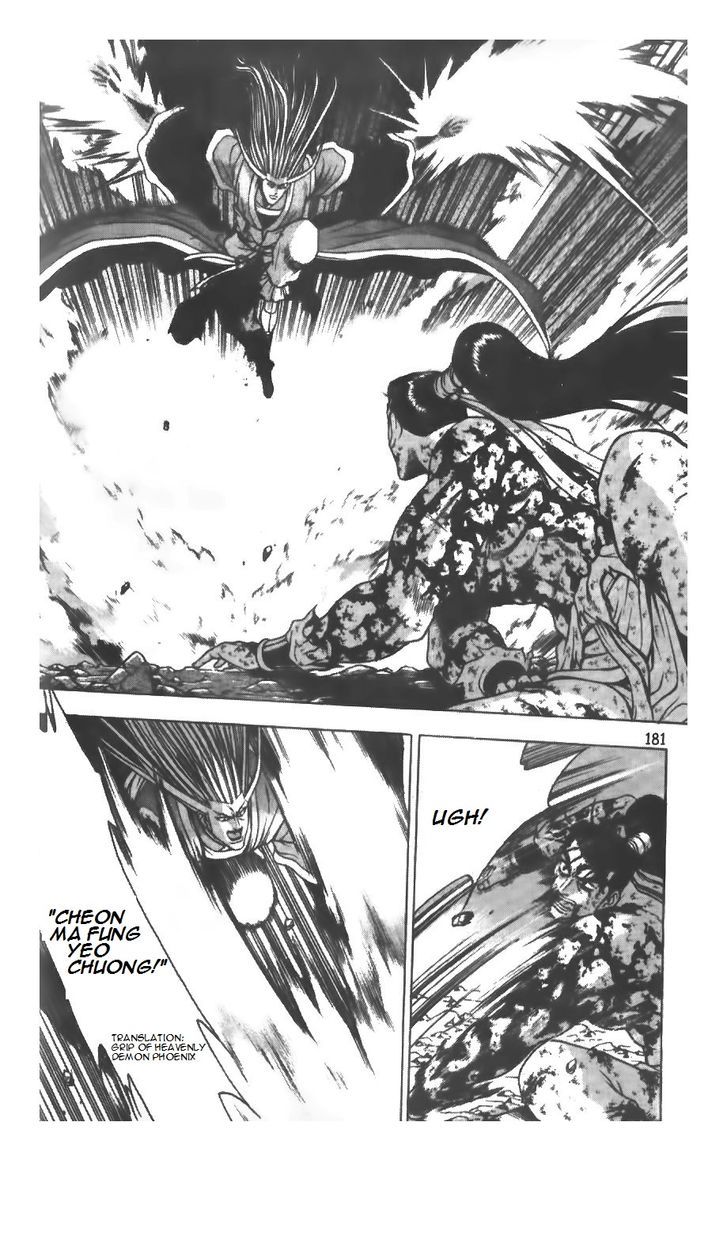 181
"CHEON
MA FUNG
YEO
CHUONG!"
TRANSLATION:
GRIP OF HEAVENLY
DEMON PHOENIX
UGH!